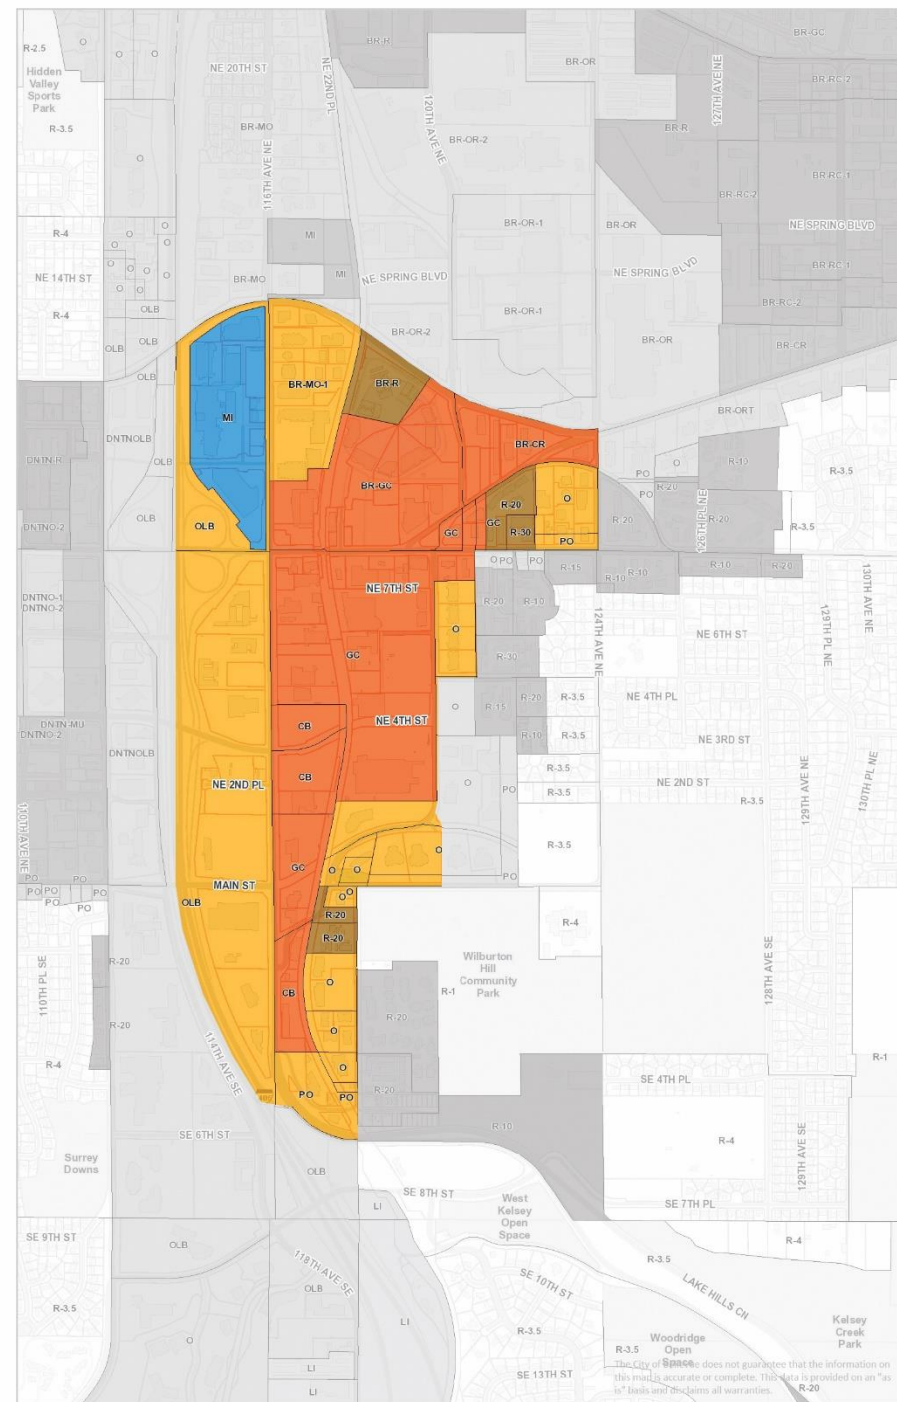 BR-R
BR-GC
R-2.5
O
O
O
BR-OR
Hidden
Valley
Sports
Park
NE 20TH ST
NE 22ND PL
BR-RC-2
127TH AVE NE
120TH AVE NE
R-3.5
BR-MO
BR-R
BR-OR-2
O
116TH AVE NE
BR-RC-2
BR-RC-1
BR-OR-1
BR-OR
NE SPRING BLVD
R-4
MI
O
O
O
O
O
O
O
O
NE 14TH ST
BR-MO
MI
NE SPRING BLVD
NE SPRING BLVD
BR-RC-1
OLB
BR-RC-2
R-4
BR-OR-1
BR-OR-2
BR-OR
BR-CR
OLB
OLB
OLB
BR-MO-1
BR-R
BR-ORT
MI
DNTNOLB
BR-CR
DNTN-R
OLB
PO
O
R-10
R-3.5
BR-GC
R-20
PO
R-20
O
DNTNO-2
OLB
OLB
GC
R-20
R-20
126TH PL NE
R-3.5
GC
R-30
PO
O
PO
PO
R-15
R-10
R-10
R-10
R-20
NE 7TH ST
DNTNO-1
DNTNO-2
R-20
R-10
129TH PL NE
130TH AVE NE
O
124TH AVE NE
NE 6TH ST
GC
R-30
NE 4TH PL
R-20
R-3.5
DNTN-MU
DNTNO-2
CB
NE 4TH ST
O
R-15
R-10
R-3.5
NE 3RD ST
DNTNOLB
CB
R-3.5
NE 2ND PL
O
PO
R-3.5
NE 2ND ST
R-3.5
129TH AVE NE
130TH PL NE
110TH AVE NE
R-3.5
O
GC
O
O
PO
PO
PO
PO
PO
PO
PO
MAIN ST
OLB
O
O
R-20
R-4
R-20
110TH PL SE
R-20
Wilburton
Hill
Community
Park
128TH AVE SE
O
CB
R-1
R-20
R-20
O
114TH AVE SE
R-4
O
R-1
SE 4TH PL
R-20
PO
PO
R-10
SE 6TH ST
R-4
129TH AVE SE
Surrey
Downs
OLB
SE 8TH ST
West
Kelsey
Open
Space
SE 7TH PL
LI
SE 9TH ST
OLB
R-4
118TH AVE SE
R-3.5
OLB
SE 10TH ST
LAKE HILLS CN
R-3.5
LI
R-3.5
Kelsey
Creek
Park
O
Woodridge
Open
Space
R-3.5
LI
LI
SE 13TH ST
The City of Bellevue does not guarantee that the information on
this map is accurate or complete. This data is provided on an "as
is" basis and disclaims all warranties.
R-20